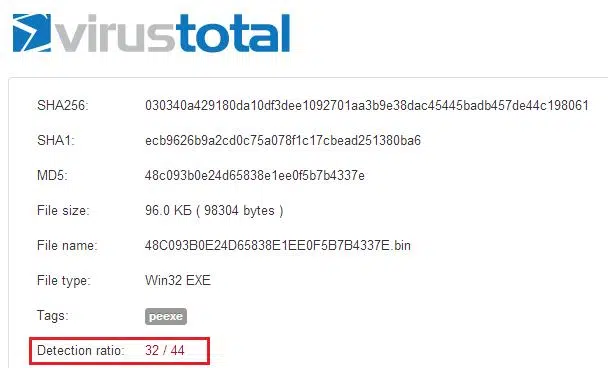 virustotal
SHA256: 030340a429180da10df3dee1092701aa3b9e38dac45445badb457de44c198061
SHA1: ecb9626b9a2cd0c75a078f1c17cbead251380ba6
MD5: 48c093b0e24d65838e1ee0f5b7b4337e
File size: 96.0 КБ ( 98304 bytes )
File name: 48C093B0E24D65838E1EE0F5B7B4337E.bin
File type: Win32 EXE
Tags: peexe
Detection ratio: 32 / 44